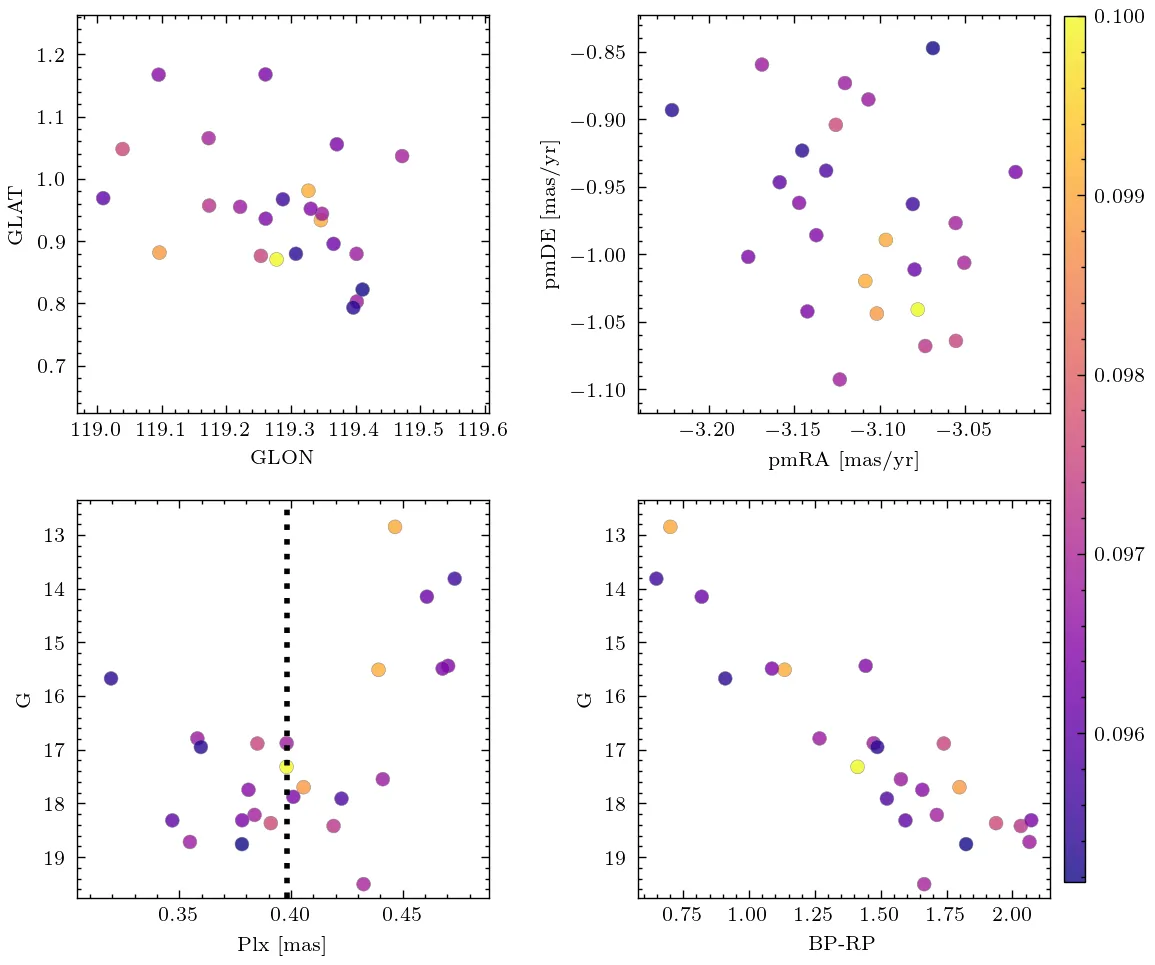 1.2
1.1
1.0
0.9
0.8
0.7
GLAT
119.0 119.1 119.2 119.3 119.4 119.5 119.6
GLON
−0.85
−0.90
−0.95
−1.00
−1.05
−1.10
pmDE [mas/yr]
−3.20 −3.15 −3.10 −3.05
pmRA [mas/yr]
13
14
15
16
17
18
19
G
0.35 0.40 0.45
Plx [mas]
13
14
15
16
17
18
19
G
0.75 1.00 1.25 1.50 1.75 2.00
BP-RP
0.100
0.099
0.098
0.097
0.096